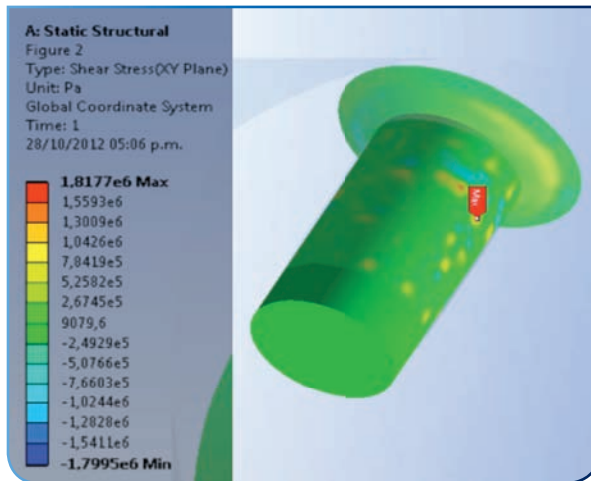 A: Static Structural
Figure 2
Type: Shear Stress(XY Plane)
Unit: Pa
Global Coordinate System
Time: 1
28/10/2012 05:06 p.m.
1,8177e6 Max
1,5593e6
1,3009e6
1,0426e6
7,8419e5
5,2582e5
2,6745e5
9079,6
-2,4929e5
-5,0766e5
-7,6603e5
-1,0244e6
-1,2828e6
-1,5411e6
-1,7995e6 Min